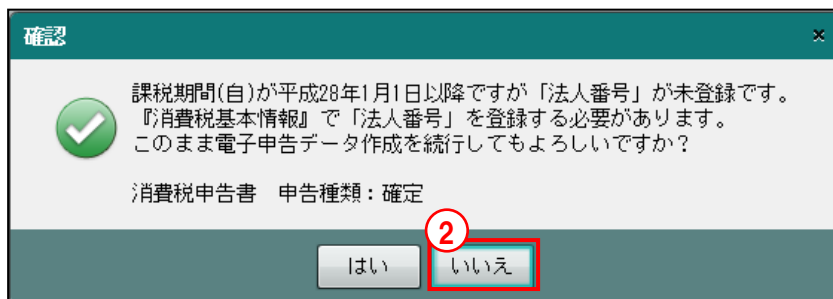 確認
×
課税期間(自)が平成28年1月1日以降ですが「法人番号」が未登録です。
『消費税基本情報』で「法人番号」を登録する必要があります。
このまま電子申告データ作成を続行してもよろしいですか？
消費税申告書　申告種類：確定
2
はい
いいえ